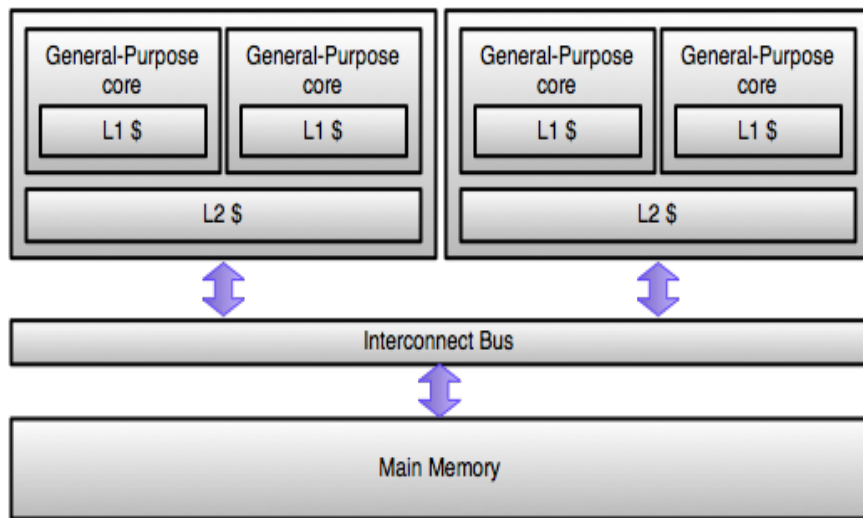 General-Purpose
core
L1 $
General-Purpose
core
L1 $
L2 $
General-Purpose
core
L1 $
General-Purpose
core
L1 $
L2 $
Interconnect Bus
Main Memory